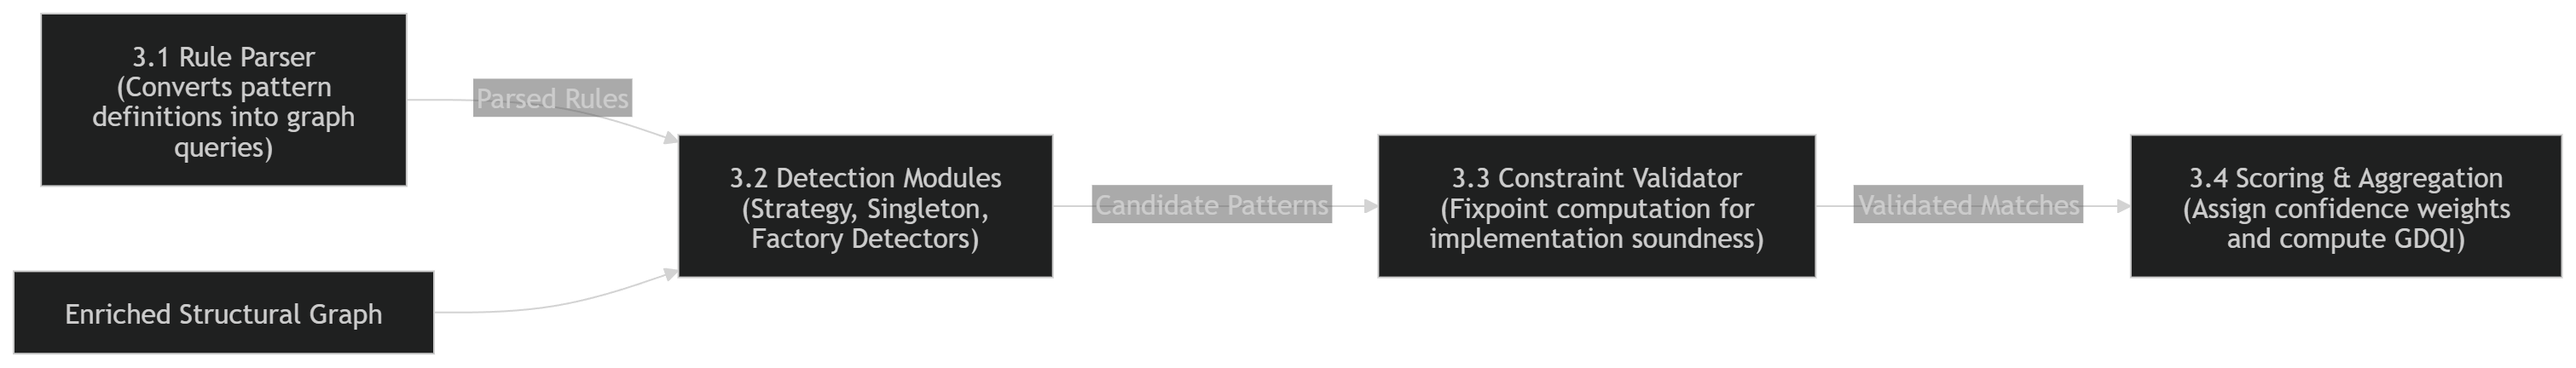 3.1 Rule Parser
(Converts pattern
definitions into graph
queries)
Parsed Rules
Enriched Structural Graph
3.2 Detection Modules
(Strategy, Singleton,
Factory Detectors)
Candidate Patterns
3.3 Constraint Validator
(Fixpoint computation for
implementation soundness)
Validated Matches
3.4 Scoring & Aggregation
(Assign confidence weights
and compute GDQI)